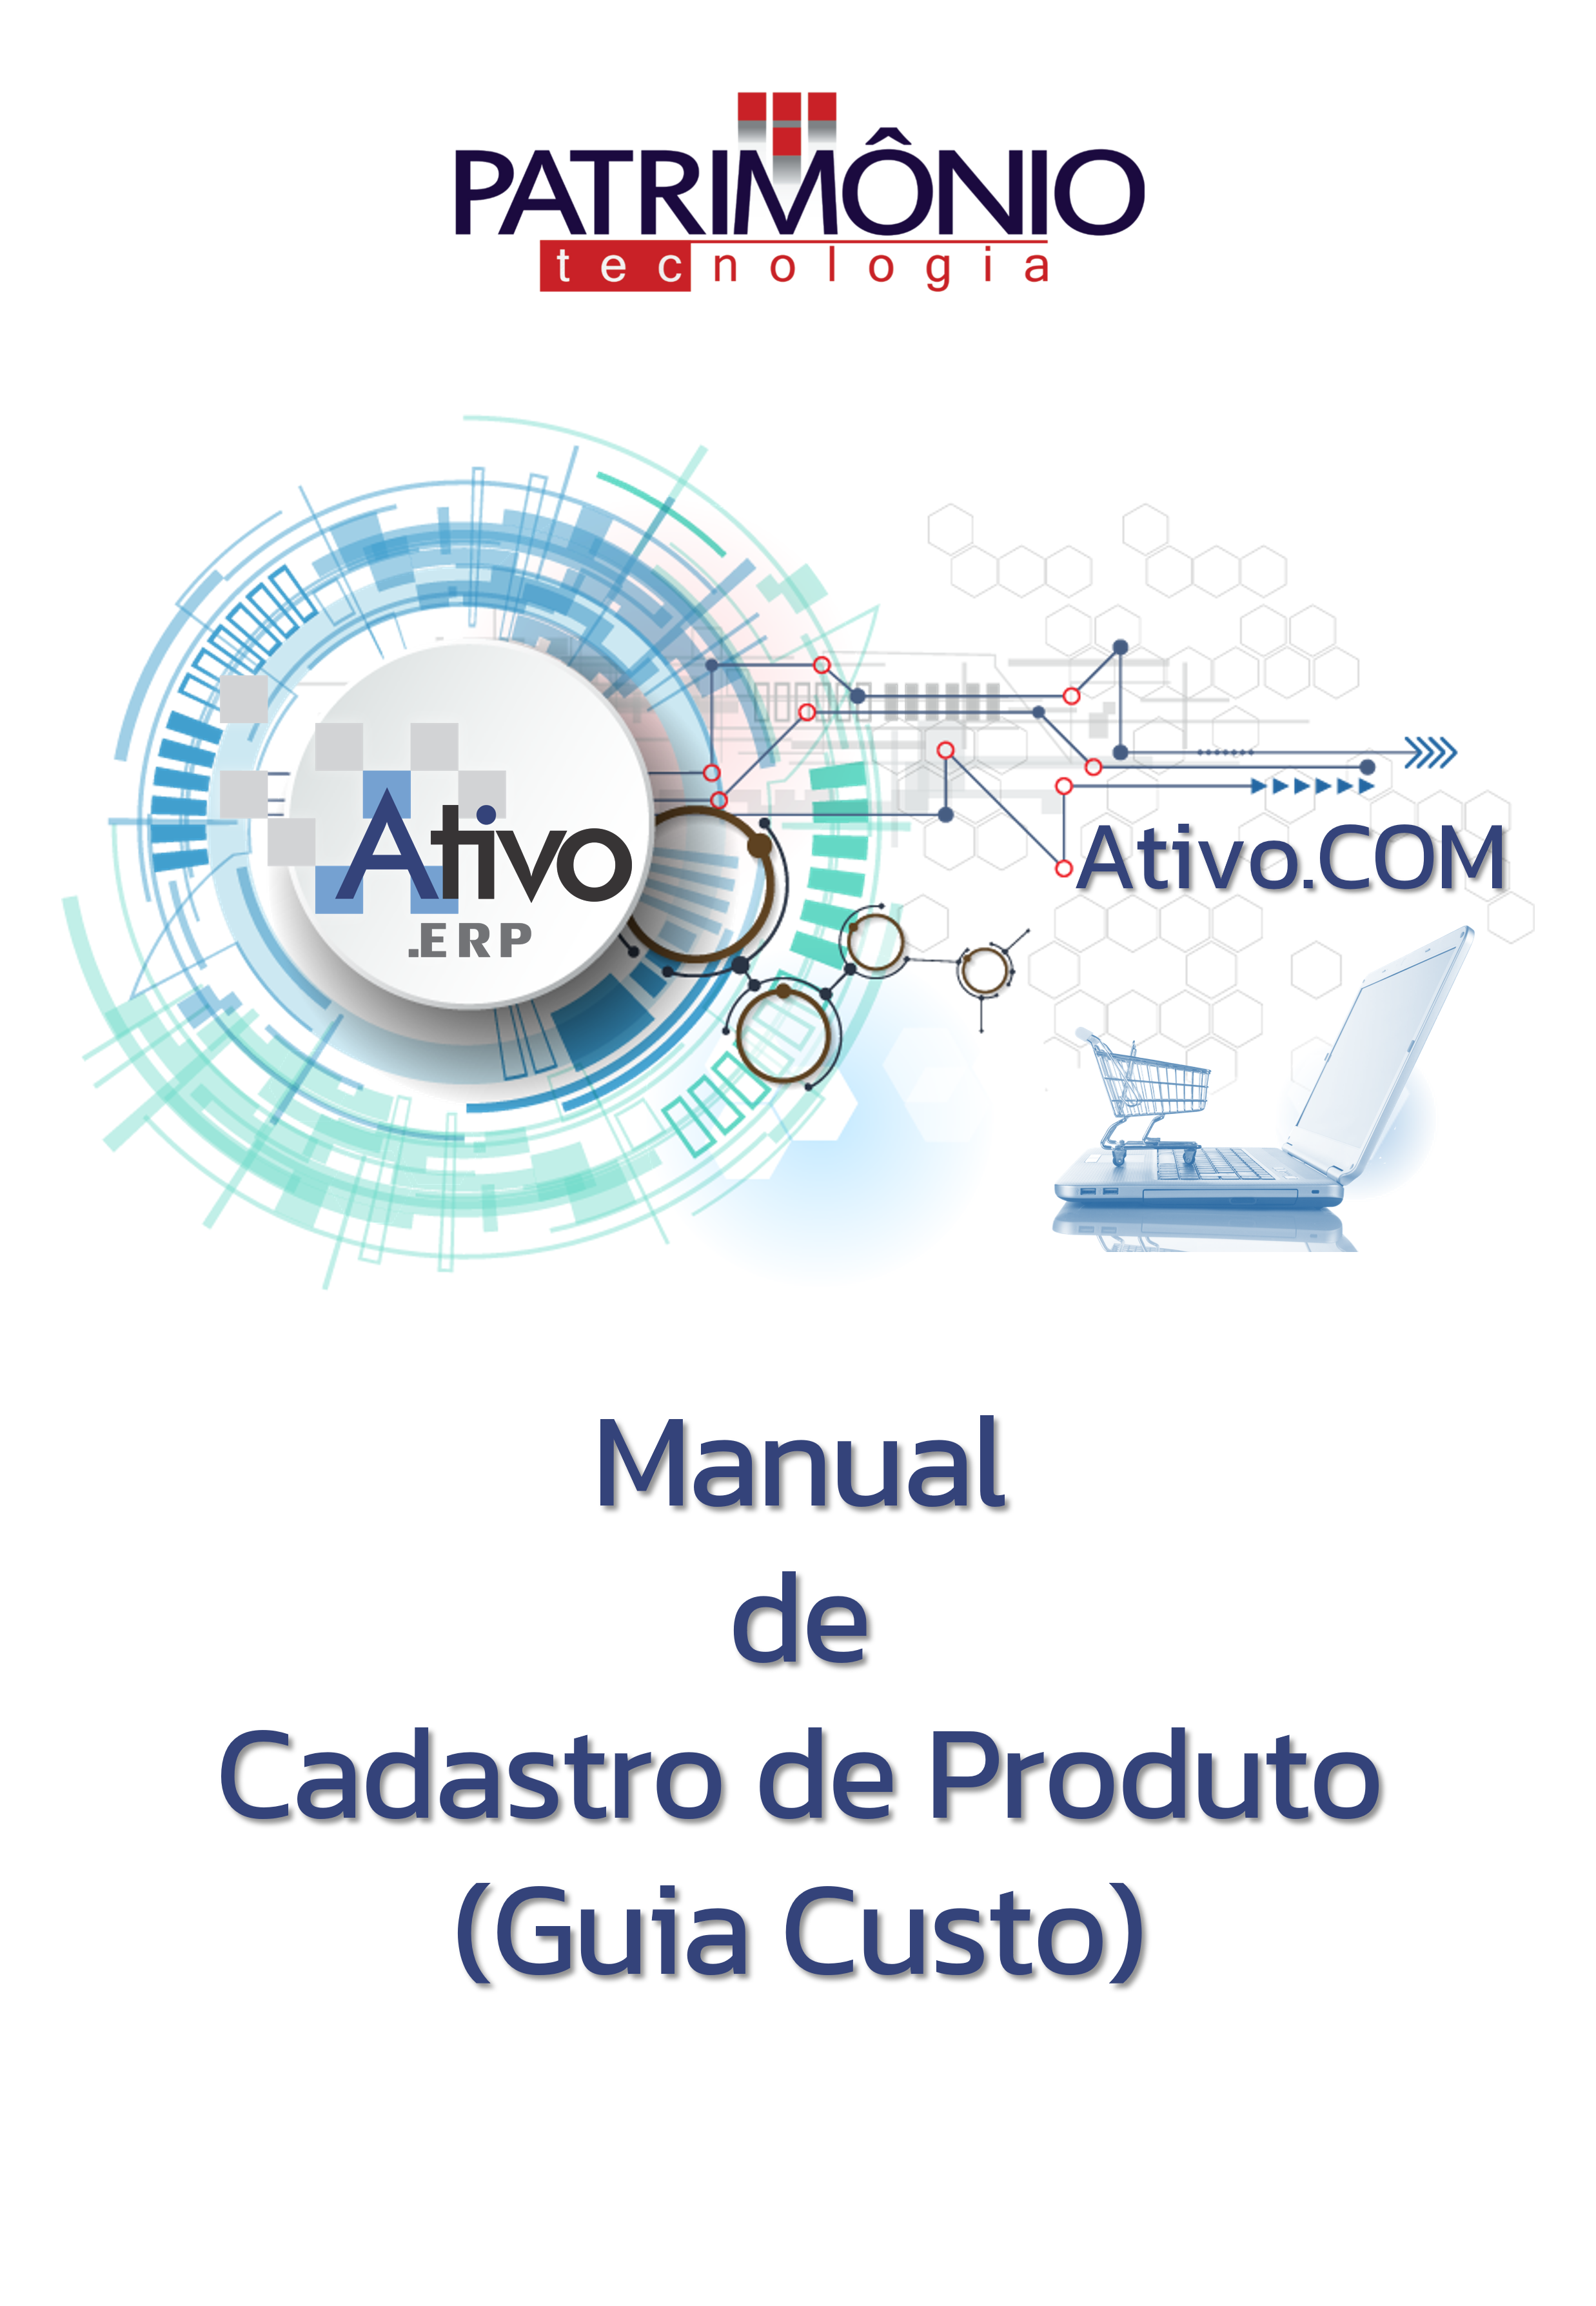 PATRIMÔNIO
tecnologia
Ativo
.ERP
Ativo.COM
Manual
de
Cadastro de Produto
(Guia Custo)